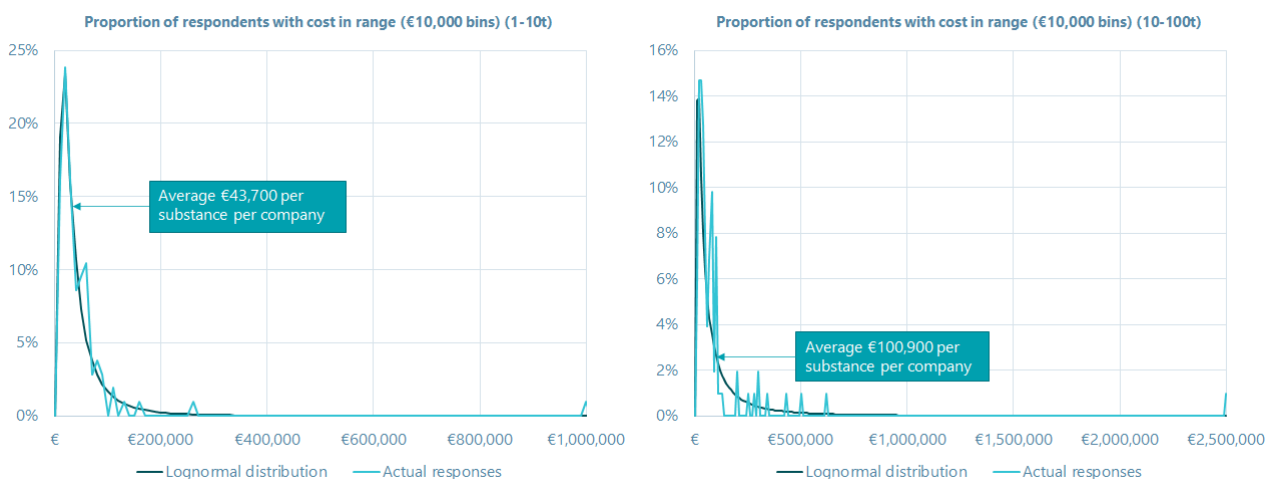 Proportion of respondents with cost in range (€10,000 bins) (1-10t)
25%
20%
15%
10%
5%
0%
Average €43,700 per
substance per company
€
€200,000
€400,000
€600,000
€800,000
€1,000,000
Lognormal distribution
Actual responses
Proportion of respondents with cost in range (€10,000 bins) (10-100t)
16%
14%
12%
10%
8%
6%
4%
2%
0%
Average €100,900 per
substance per company
€
€500,000
€1,000,000
€1,500,000
€2,000,000
€2,500,000
Lognormal distribution
Actual responses